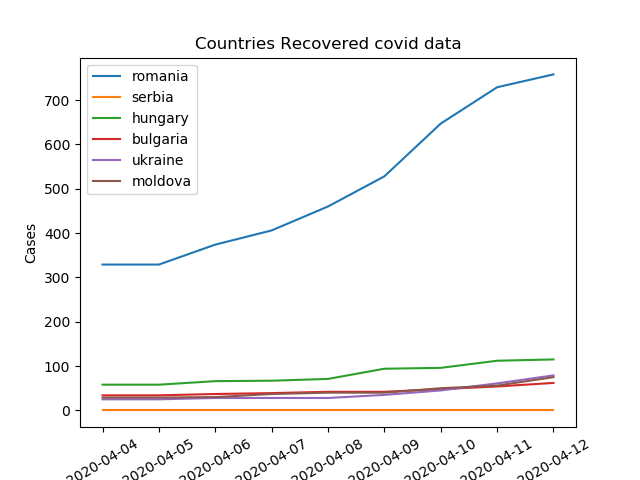 Countries Recovered covid data
romania
serbia
hungary
bulgaria
ukraine
moldova
Cases
700
600
500
400
300
200
100
0
2020-04-04
2020-04-05
2020-04-06
2020-04-07
2020-04-08
2020-04-09
2020-04-10
2020-04-11
2020-04-12